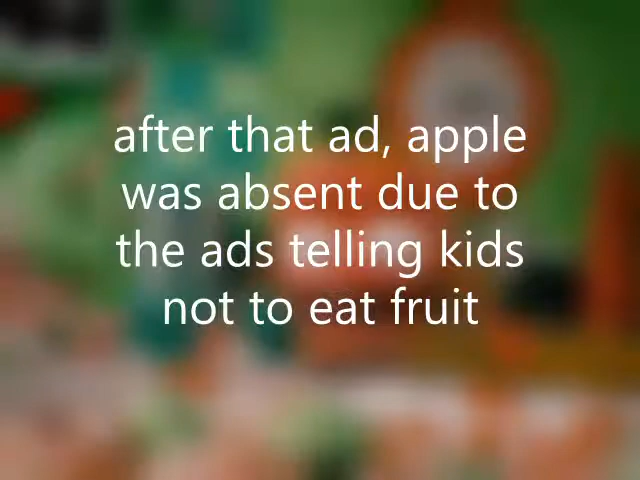 after that ad, apple
was absent due to
the ads telling kids
not to eat fruit